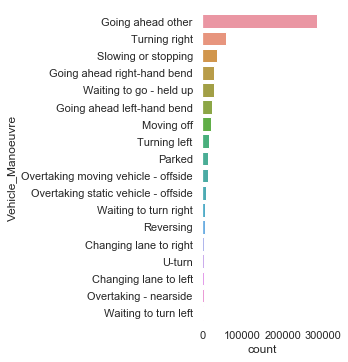 Vehicle_Manoeuvre
Going ahead other
Turning right
Slowing or stopping
Going ahead right-hand bend
Waiting to go - held up
Going ahead left-hand bend
Moving off
Turning left
Parked
Overtaking moving vehicle - offside
Overtaking static vehicle - offside
Waiting to turn right
Reversing
Changing lane to right
U-turn
Changing lane to left
Overtaking - nearside
Waiting to turn left
0 100000 200000 300000
count